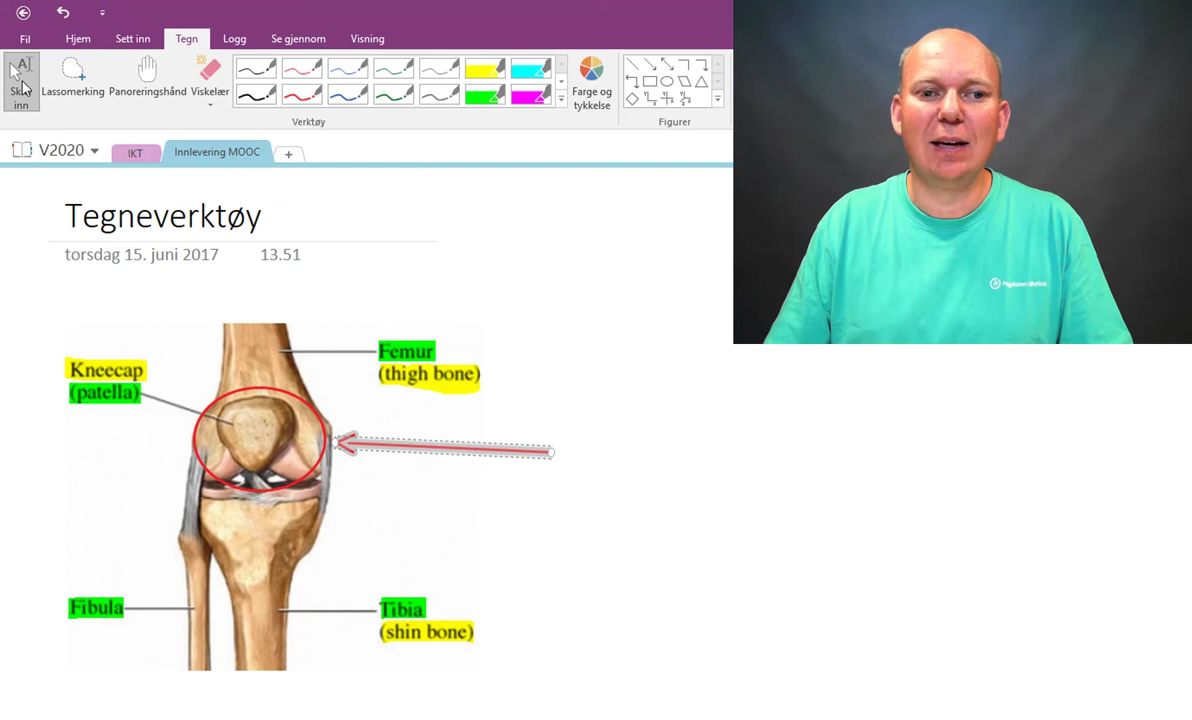 Fil Hjem Sett inn Tegn Logg Se gjennom Visning
inn
Lassomerking Panoreringshånd Viskelær
Farge og
tykkelse
Verktøy Figurer
V2020 IKT Innlevering MOOC
Tegneverktøy
torsdag 15. juni 2017 13.51
Kneecap
(patella)
Femur
(thigh bone)
Fibula
Tibia
(shin bone)